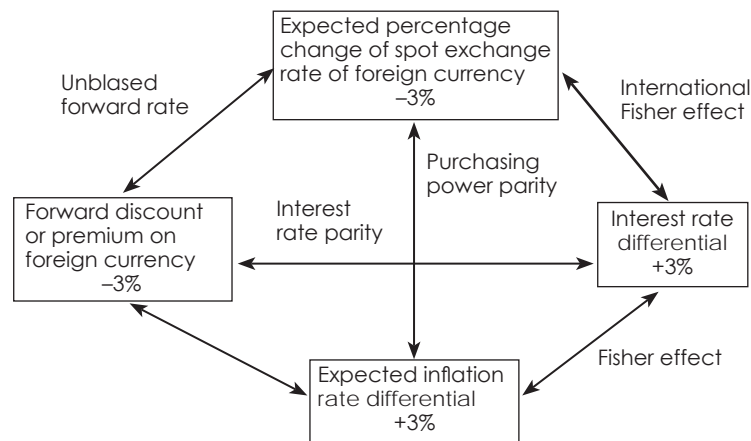 Expected percentage
change of spot exchange
rate of foreign currency
–3%
Unblased
forward rate
International
Fisher effect
Purchasing
power parity
Forward discount
or premium on
foreign currency
–3%
Interest
rate parity
Interest rate
differential
+3%
Expected inflation
rate differential
+3%
Fisher effect